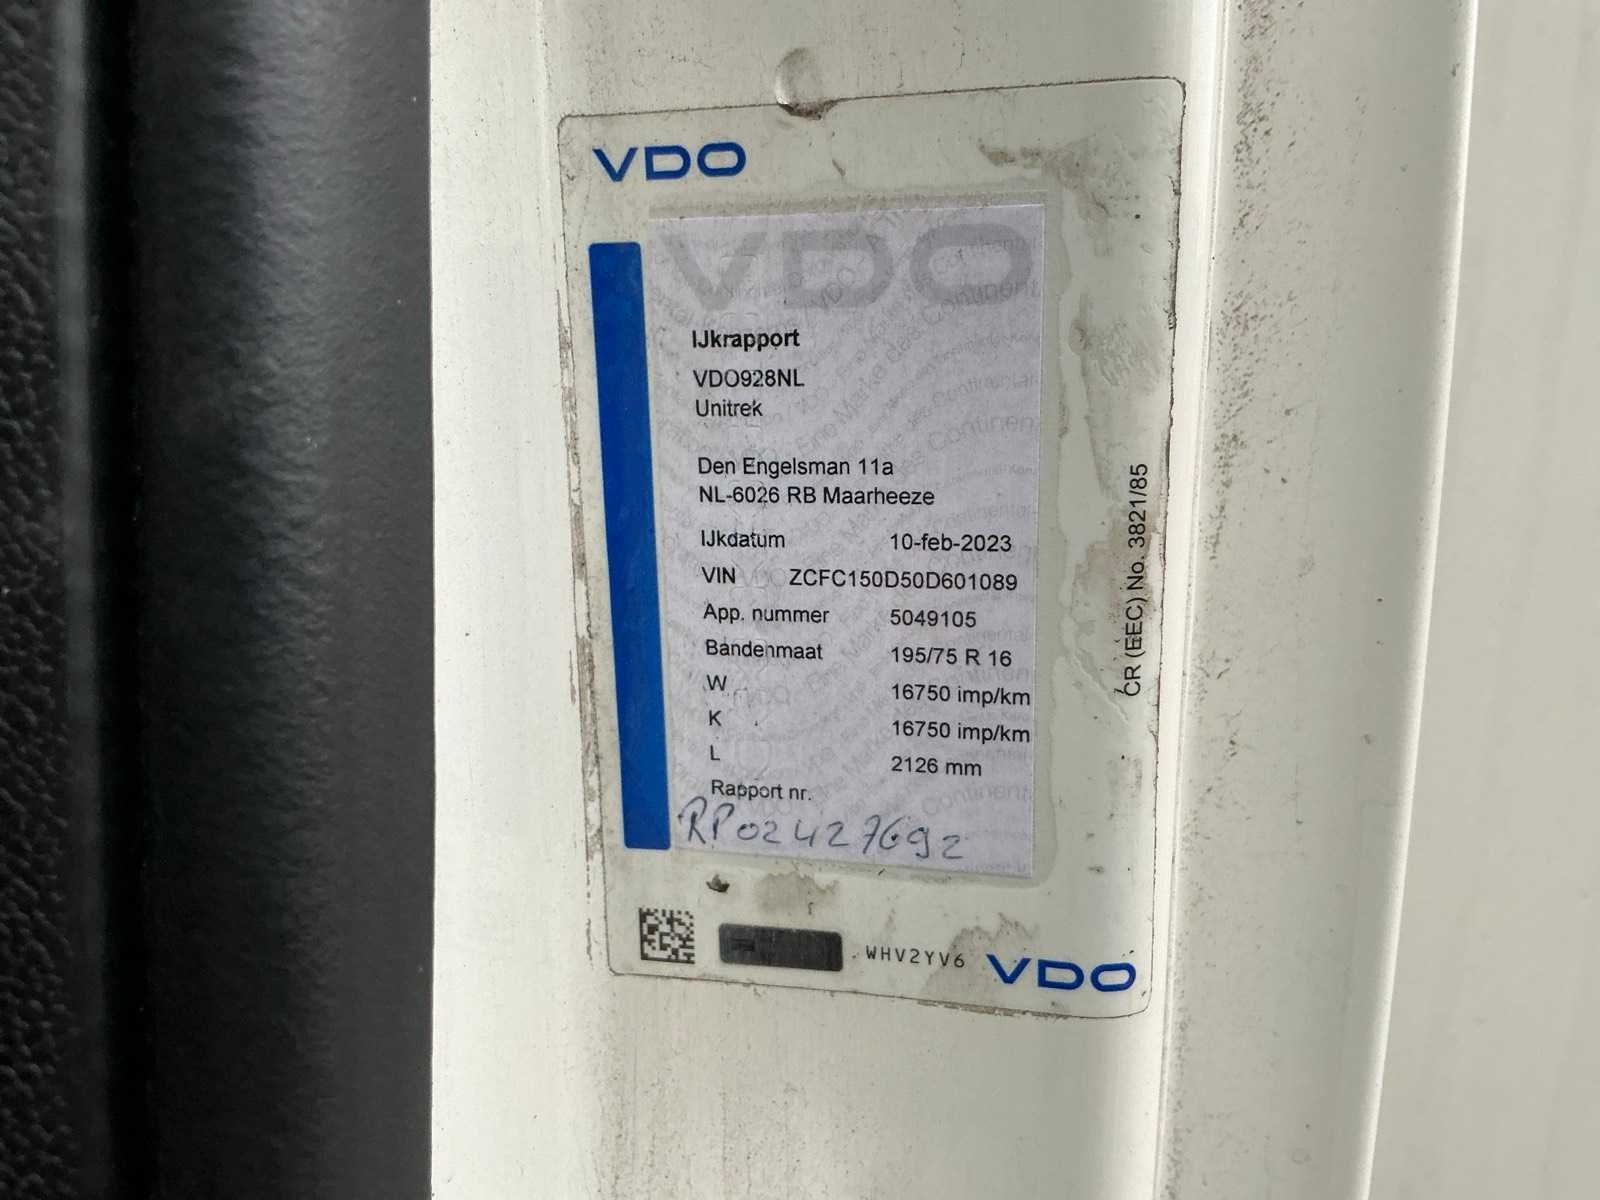 VDO
VDO
IJkrapport
VDO928NL
Unitrek
Den Engelsman 11a
NL-6026 RB Maarheeze
IJkdatum 10-feb-2023
VIN ZCFC150D50D601089
App. nummer 5049105
Bandenmaat 195/75 R 16
W 16750 imp/km
K 16750 imp/km
L 2126 mm
Rapport nr.
RP02427692
CR (EEC) No. 3821/85
WHV2YV6
VDO